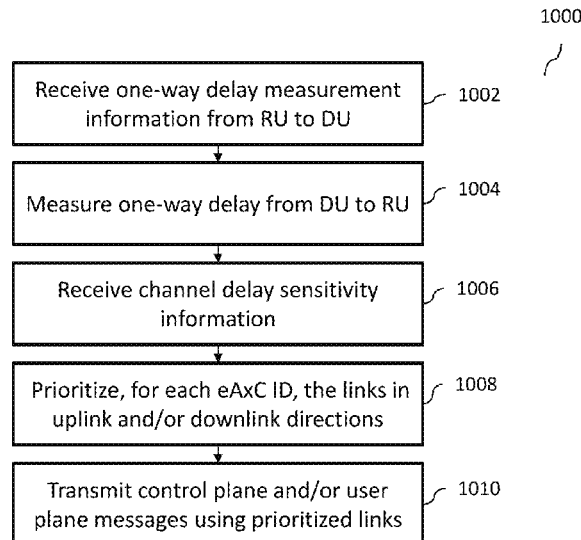 1000
Receive one-way delay measurement
information from RU to DU
1002
Measure one-way delay from DU to RU
1004
Receive channel delay sensitivity
information
1006
Prioritize, for each eAxC ID, the links in
uplink and/or downlink directions
1008
Transmit control plane and/or user
plane messages using prioritized links
1010